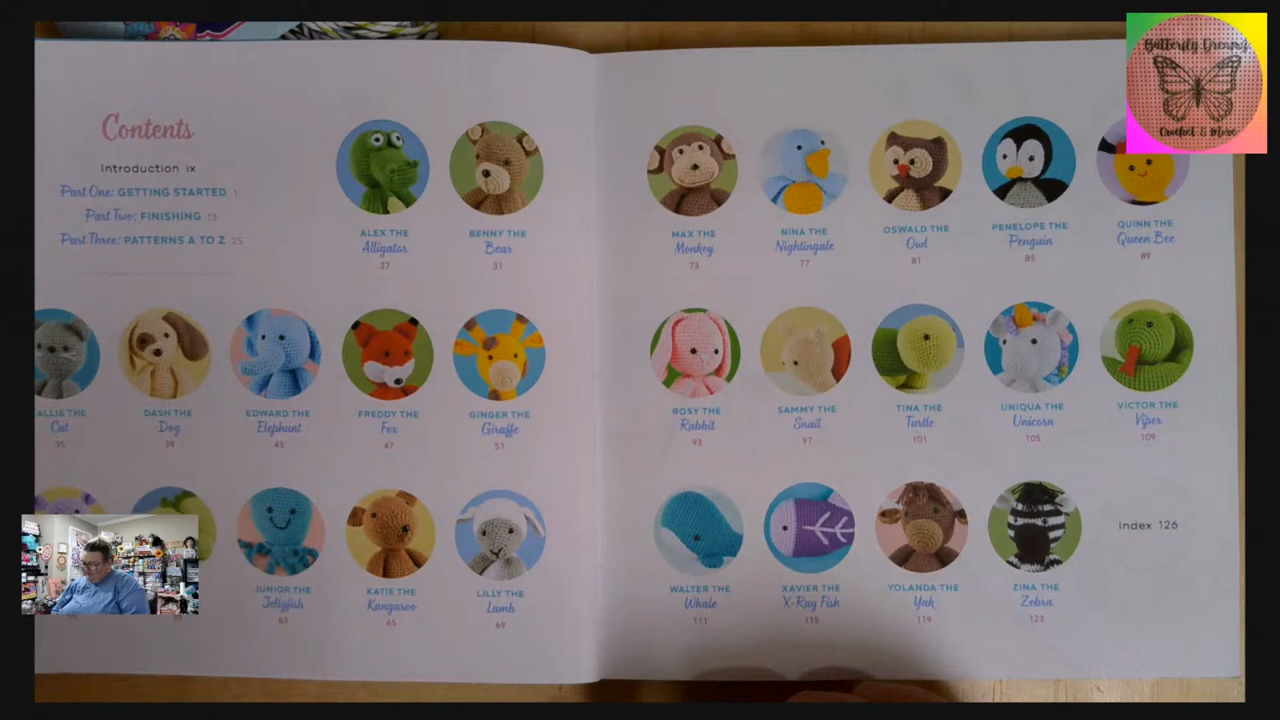 Butterfly Dreams
Crochet & More
Contents
Introduction ix
Part One: GETTING STARTED 1
Part Two: FINISHING 13
Part Three: PATTERNS A TO Z 25
ALEX THE
Alligator
27
BENNY THE
Bear
31
ALLIE THE
Cat
35
DASH THE
Dog
39
EDWARD THE
Elephant
43
FREDDY THE
Fox
47
GINGER THE
Giraffe
51
JUNIOR THE
Jellyfish
63
KATIE THE
Kangaroo
65
LILLY THE
Lamb
69
MAX THE
Monkey
73
NINA THE
Nightingale
77
OSWALD THE
Owl
81
PENELOPE THE
Penguin
85
QUINN THE
Queen Bee
89
ROSY THE
Rabbit
93
SAMMY THE
Snail
97
TINA THE
Turtle
101
UNIQUA THE
Unicorn
105
VICTOR THE
Viper
109
WALTER THE
Whale
111
XAVIER THE
X-Ray Fish
115
YOLANDA THE
Yak
119
ZINA THE
Zebra
123
Index 126